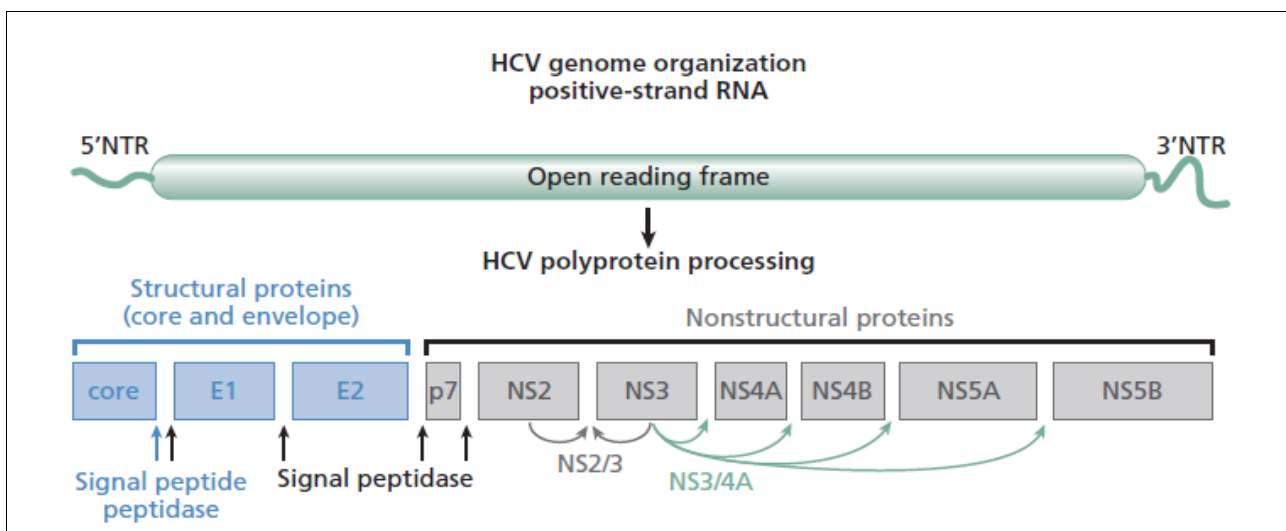 HCV genome organization
positive-strand RNA
5'NTR
3'NTR
Open reading frame
HCV polyprotein processing
Structural proteins
(core and envelope)
Nonstructural proteins
core E1 E2 p7 NS2 NS3 NS4A NS4B NS5A NS5B
Signal peptide
peptidase
Signal peptidase
NS2/3
NS3/4A